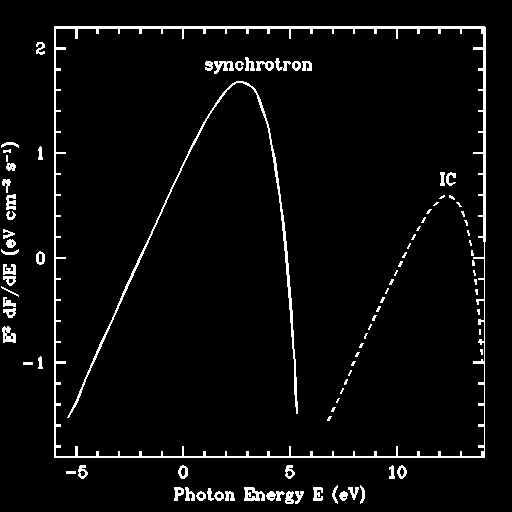 2
synchrotron
1
IC
0
-1
-5 0 5 10
Photon Energy E (eV)
E² dF/dE (eV cm⁻² s⁻¹)